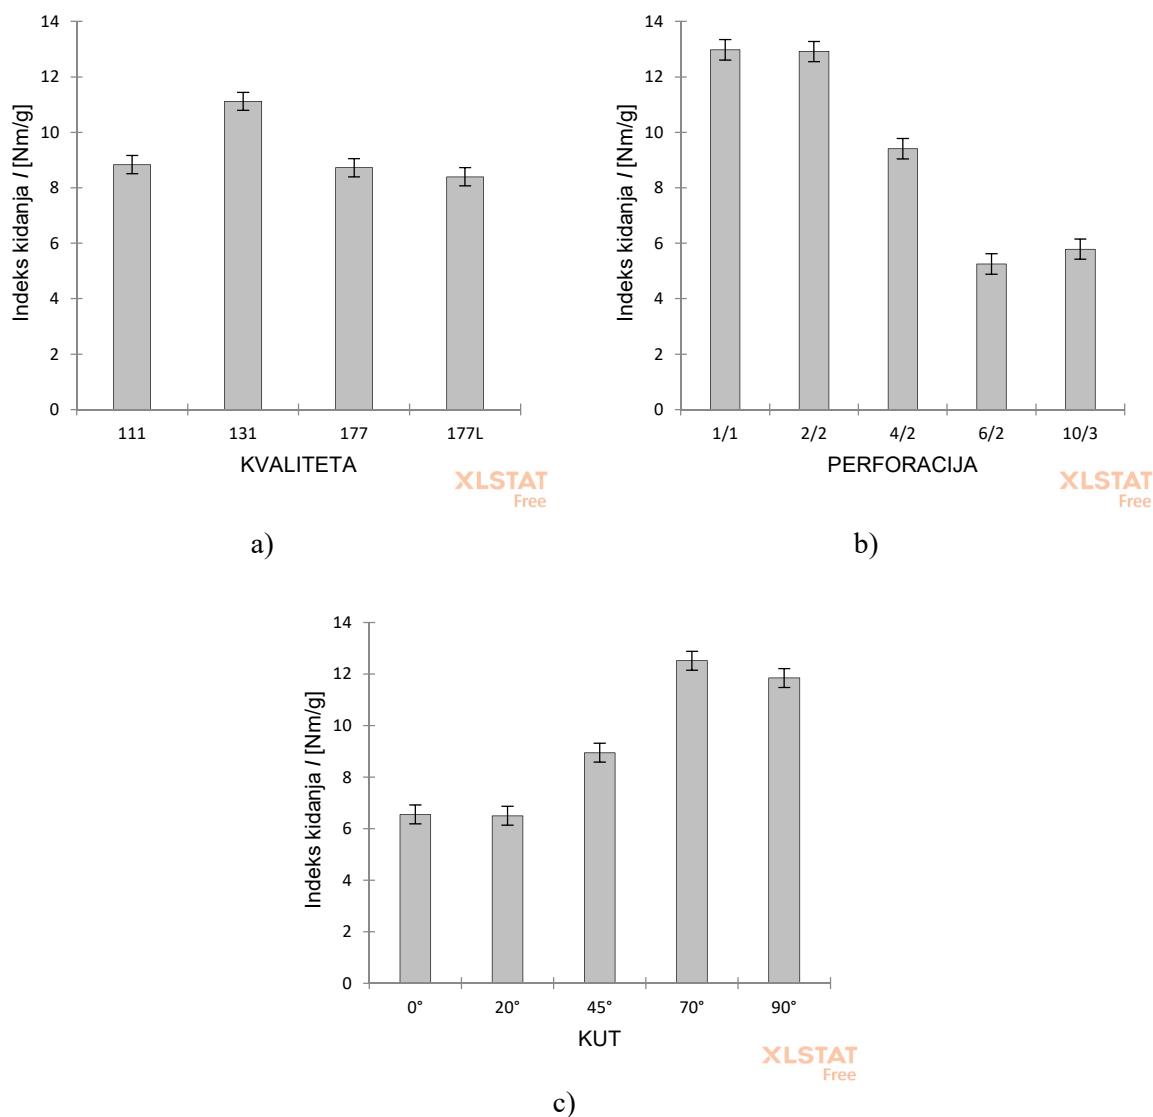 14
12
10
8
6
4
2
0
Indeks kidanja I [Nm/g]
111 131 177 177L
KVALITETA
XLSTAT
Free
a)
14
12
10
8
6
4
2
0
Indeks kidanja I [Nm/g]
1/1 2/2 4/2 6/2 10/3
PERFORACIJA
XLSTAT
Free
b)
14
12
10
8
6
4
2
0
Indeks kidanja I [Nm/g]
0° 20° 45° 70° 90°
KUT
XLSTAT
Free
c)